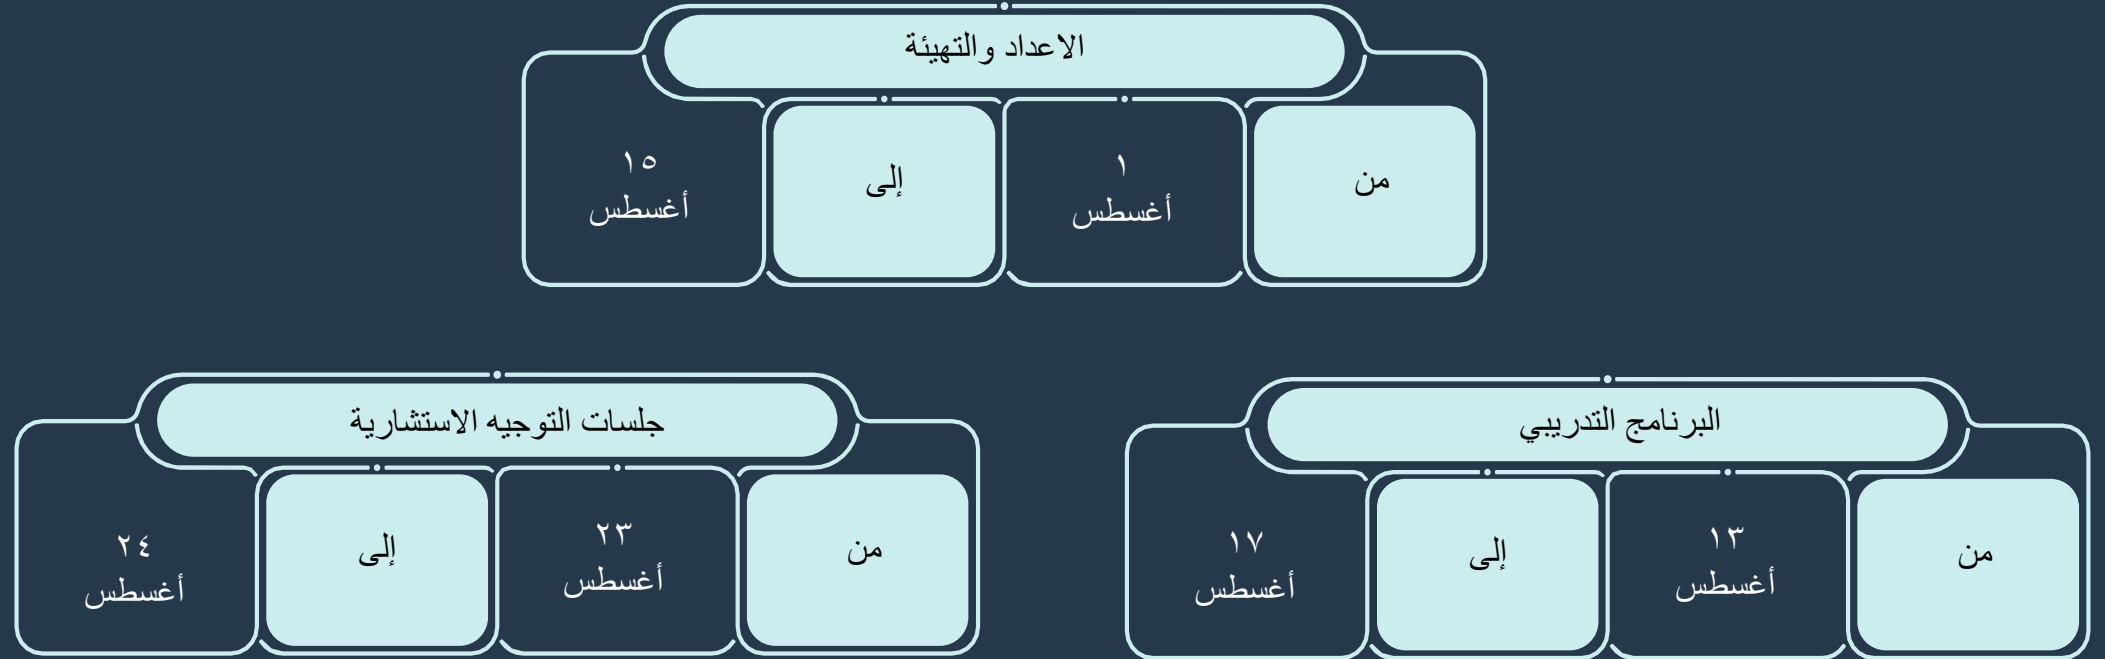 الاعداد والتهيئة
من
١
أغسطس
إلى
١٥
أغسطس
البرنامج التدريبي
من
١٣
أغسطس
إلى
١٧
أغسطس
جلسات التوجيه الاستشارية
من
٢٣
أغسطس
إلى
٢٤
أغسطس